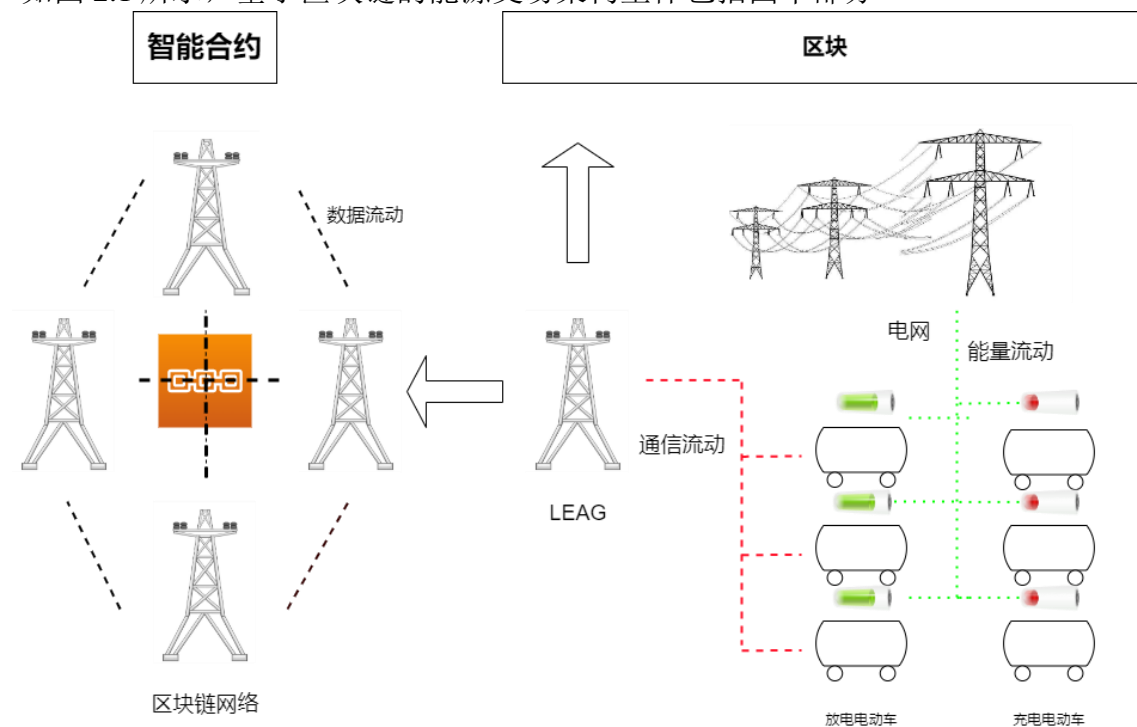 智能合约
区块
数据流动
电网
能量流动
通信流动
LEAG
区块链网络
放电电动车
充电电动车